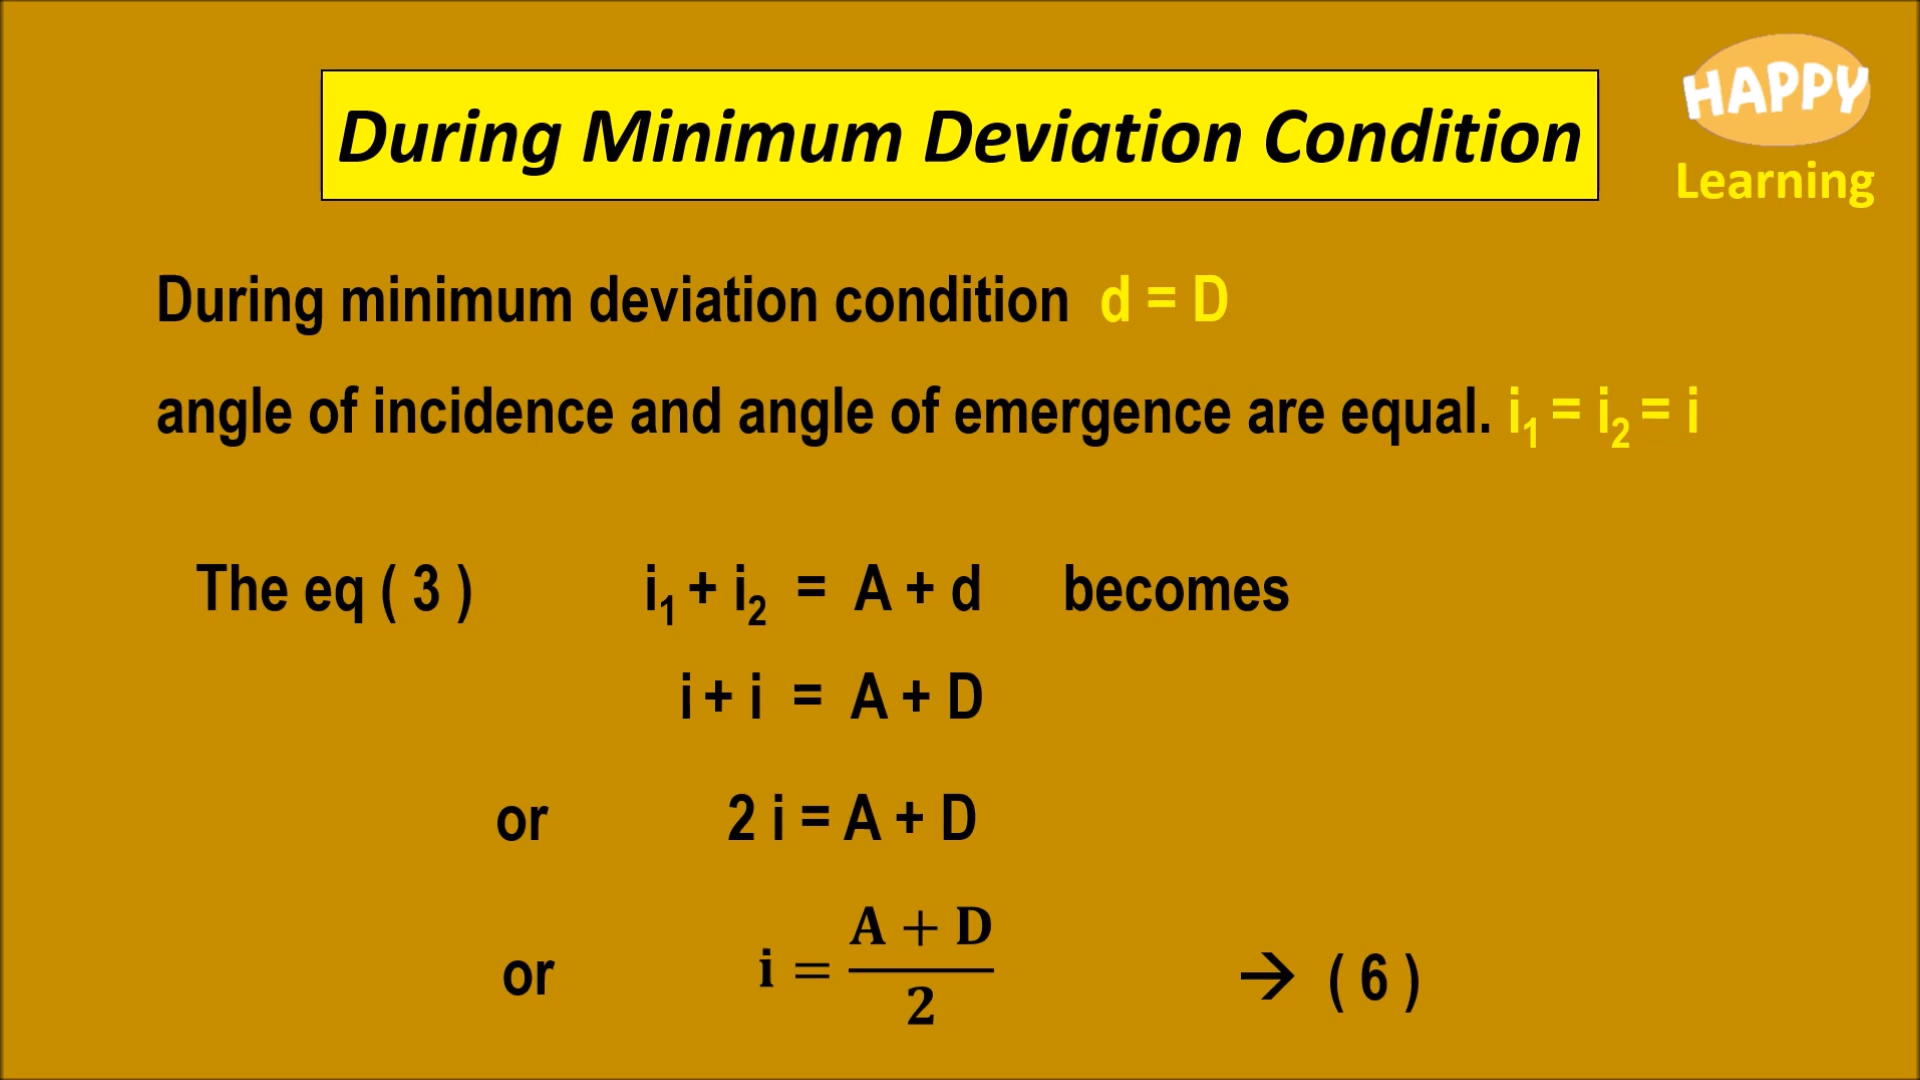 HAPPY
Learning
During Minimum Deviation Condition
During minimum deviation condition d = D
angle of incidence and angle of emergence are equal. i₁ = i₂ = i
The eq ( 3 ) i₁ + i₂ = A + d becomes
i + i = A + D
or 2 i = A + D
or i = (A + D)/2 → ( 6 )